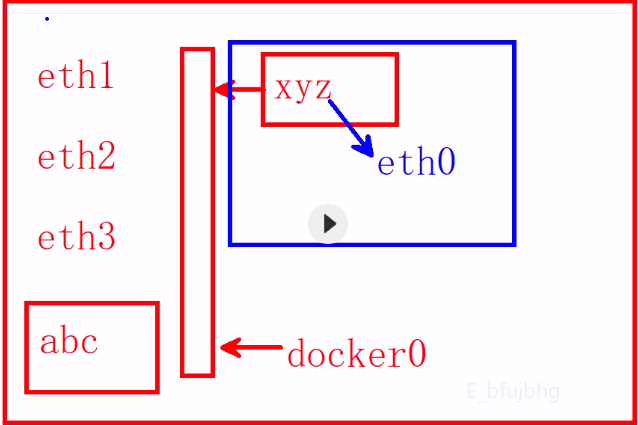 eth1
xyz
eth2
eth0
eth3
abc
docker0
E_bfujbhg